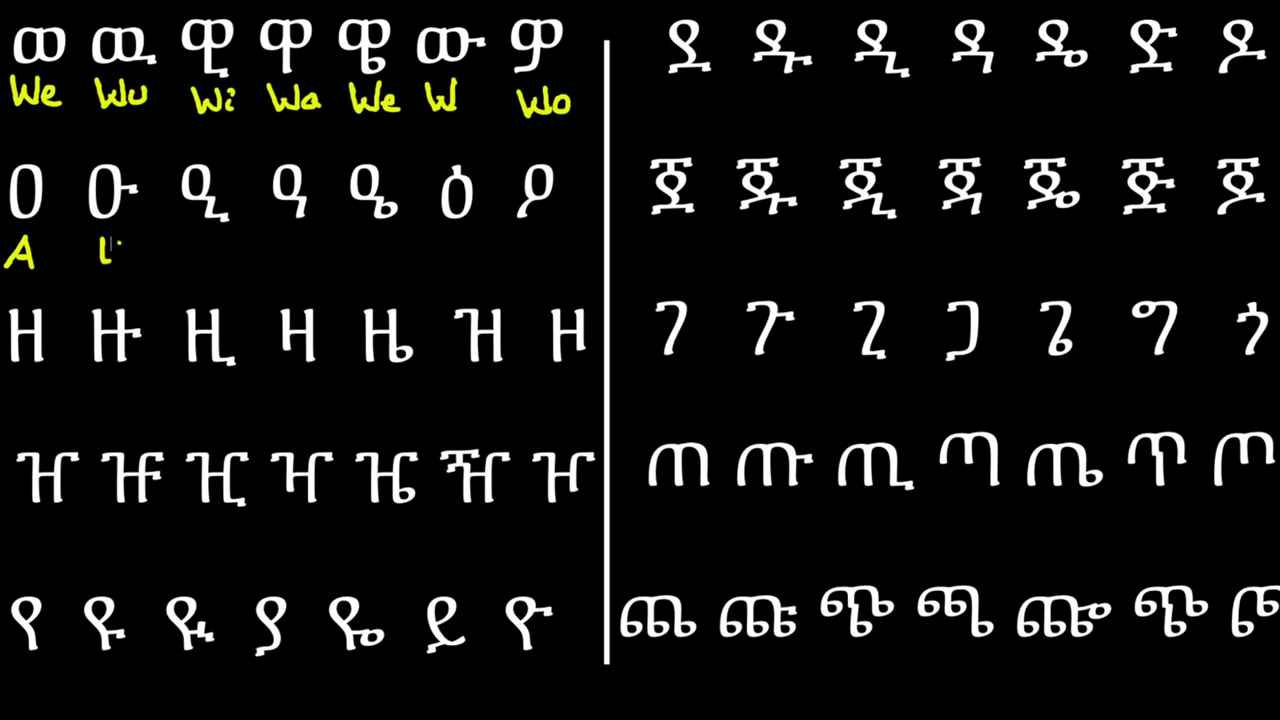 ወ ዉ ዊ ዋ ዌ ው ዎ
We Wu Wi Wa We W Wo
ዐ ዑ ዒ ዓ ዔ ዕ ዖ
A
ዘ ዙ ዚ ዛ ዜ ዝ ዞ
ዠ ዡ ዢ ዣ ዤ ዥ ዦ
የ ዩ ዪ ያ ዬ ይ ዮ
ደ ዱ ዲ ዳ ዴ ድ ዶ
ጀ ጁ ጂ ጃ ጄ ጅ ጆ
ገ ጉ ጊ ጋ ጌ ግ ጎ
ጠ ጡ ጢ ጣ ጤ ጥ ጦ
ጨ ጩ ጭ ጫ ጬ ጭ ጮ